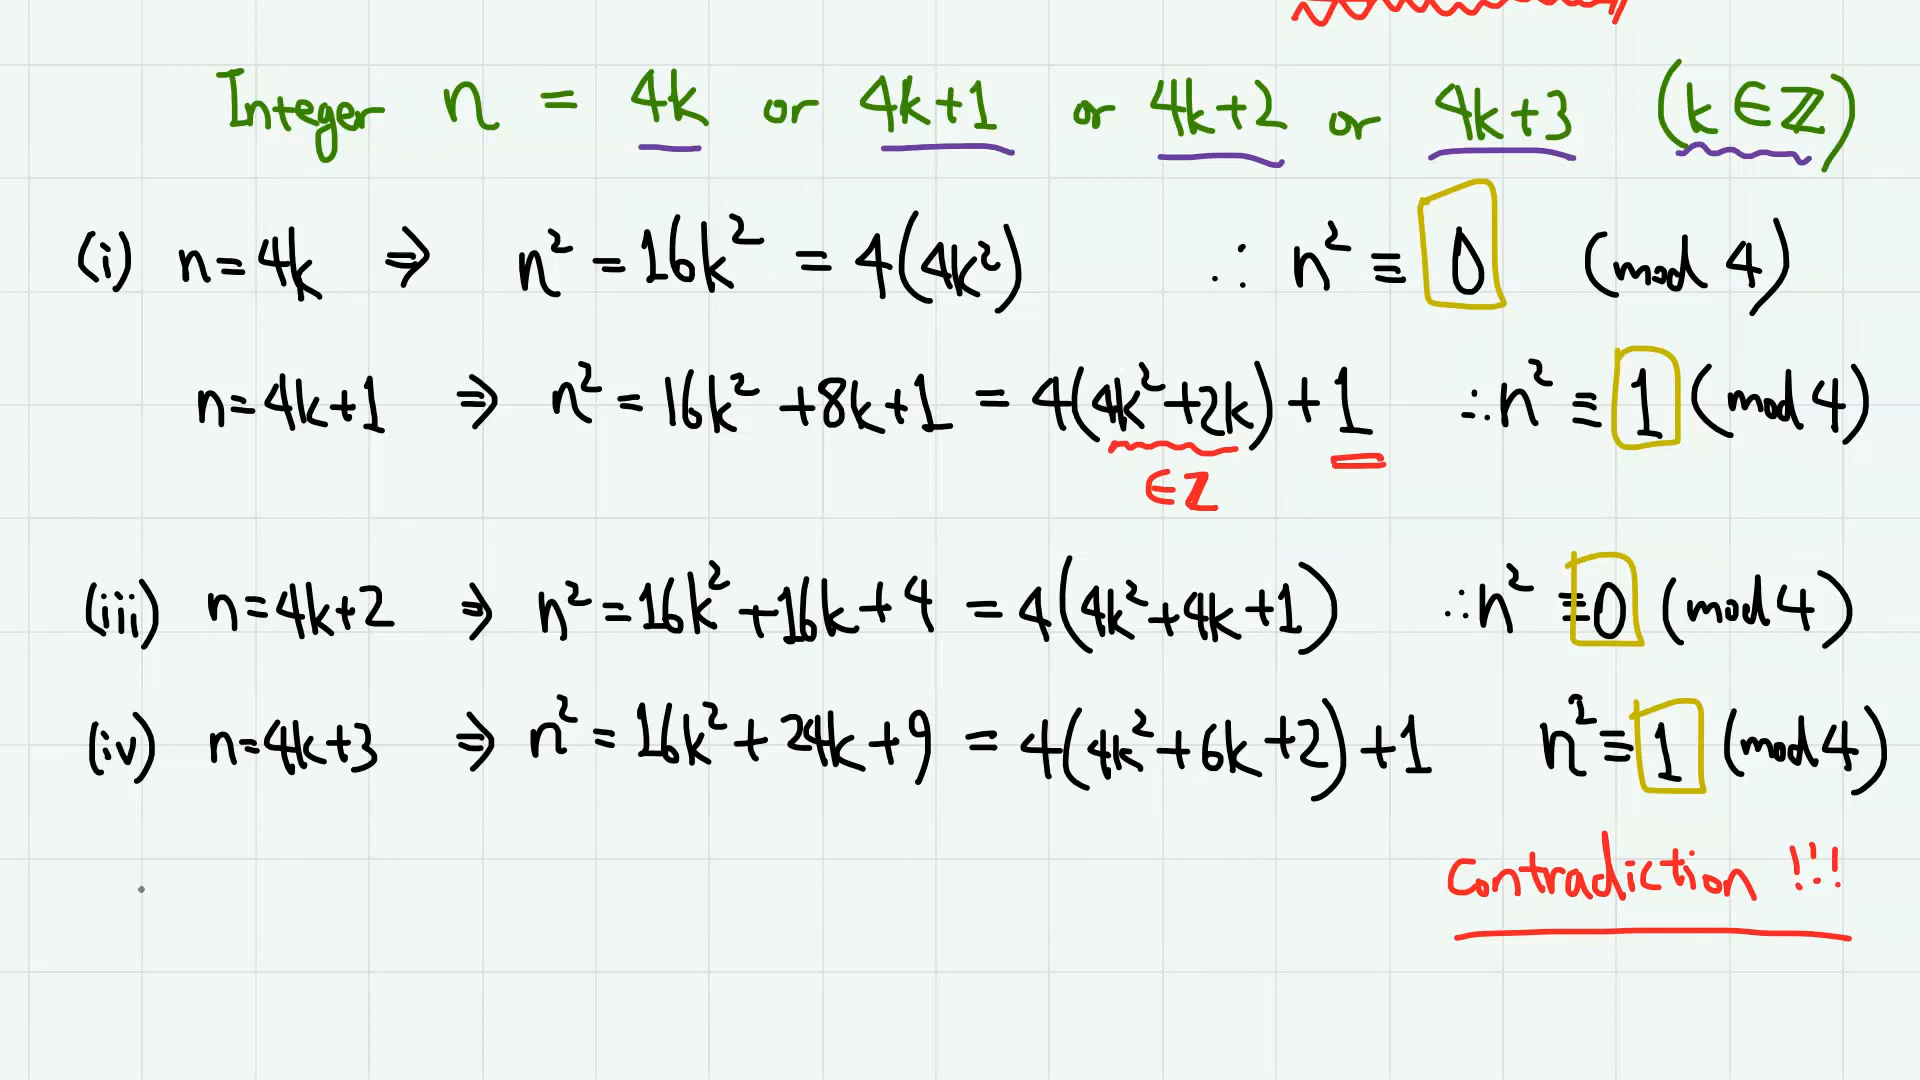 Integer n = 4k or 4k+1 or 4k+2 or 4k+3 (k∈ℤ)
(i) n=4k ⇒ n² = 16k² = 4(4k²) ∴ n² ≡ 0 (mod 4)
n=4k+1 ⇒ n² = 16k² +8k+1 = 4(4k²+2k)+1 ∴n² ≡ 1 (mod 4)
∈ℤ
(iii) n=4k+2 ⇒ n² = 16k²+16k+4 = 4(4k²+4k+1) ∴n² ≡0 (mod 4)
(iv) n=4k+3 ⇒ n² = 16k²+24k+9 = 4(4k²+6k+2)+1 n²≡ 1 (mod 4)
Contradiction !!!